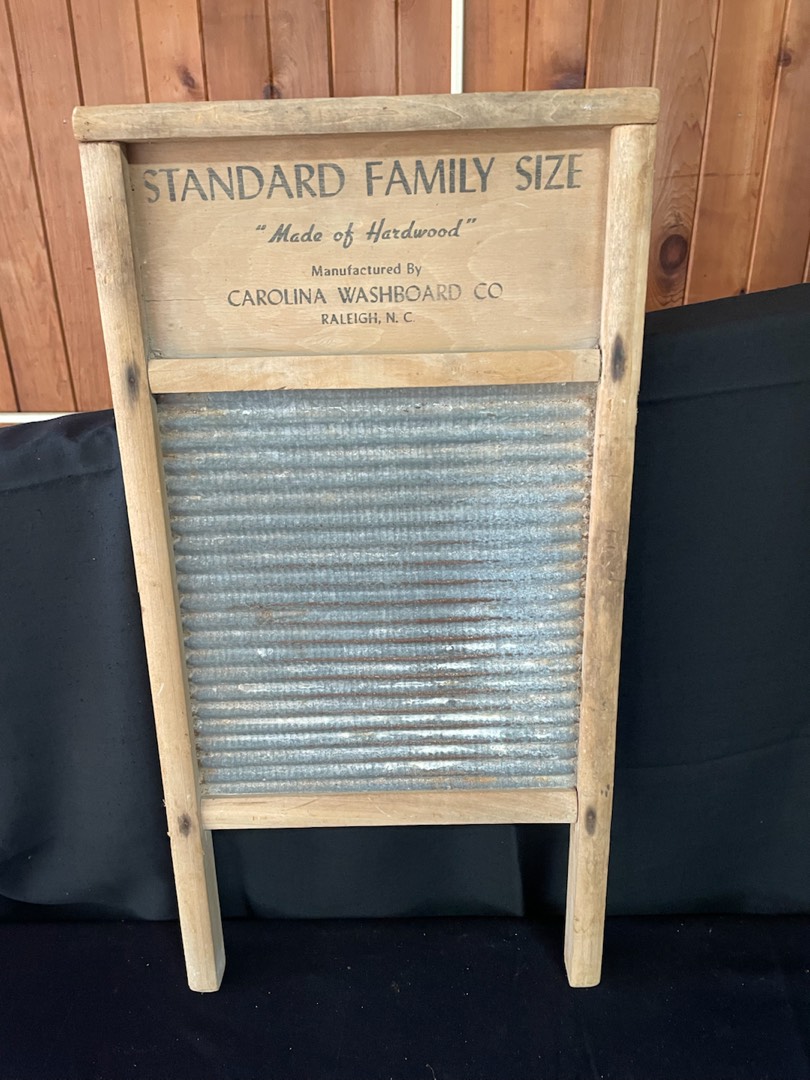 STANDARD FAMILY SIZE
"Made of Hardwood"
Manufactured By
CAROLINA WASHBOARD CO
RALEIGH, N. C.